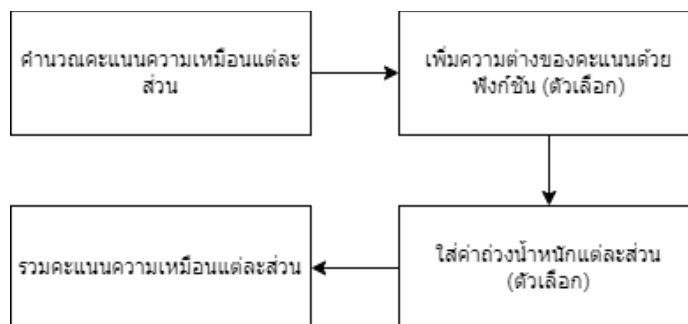 คำนวณคะแนนความเหมือนแต่ละ
ส่วน
เพิ่มความต่างของคะแนนด้วย
ฟังก์ชัน (ตัวเลือก)
ใส่ค่าถ่วงน้ำหนักแต่ละส่วน
(ตัวเลือก)
รวมคะแนนความเหมือนแต่ละส่วน